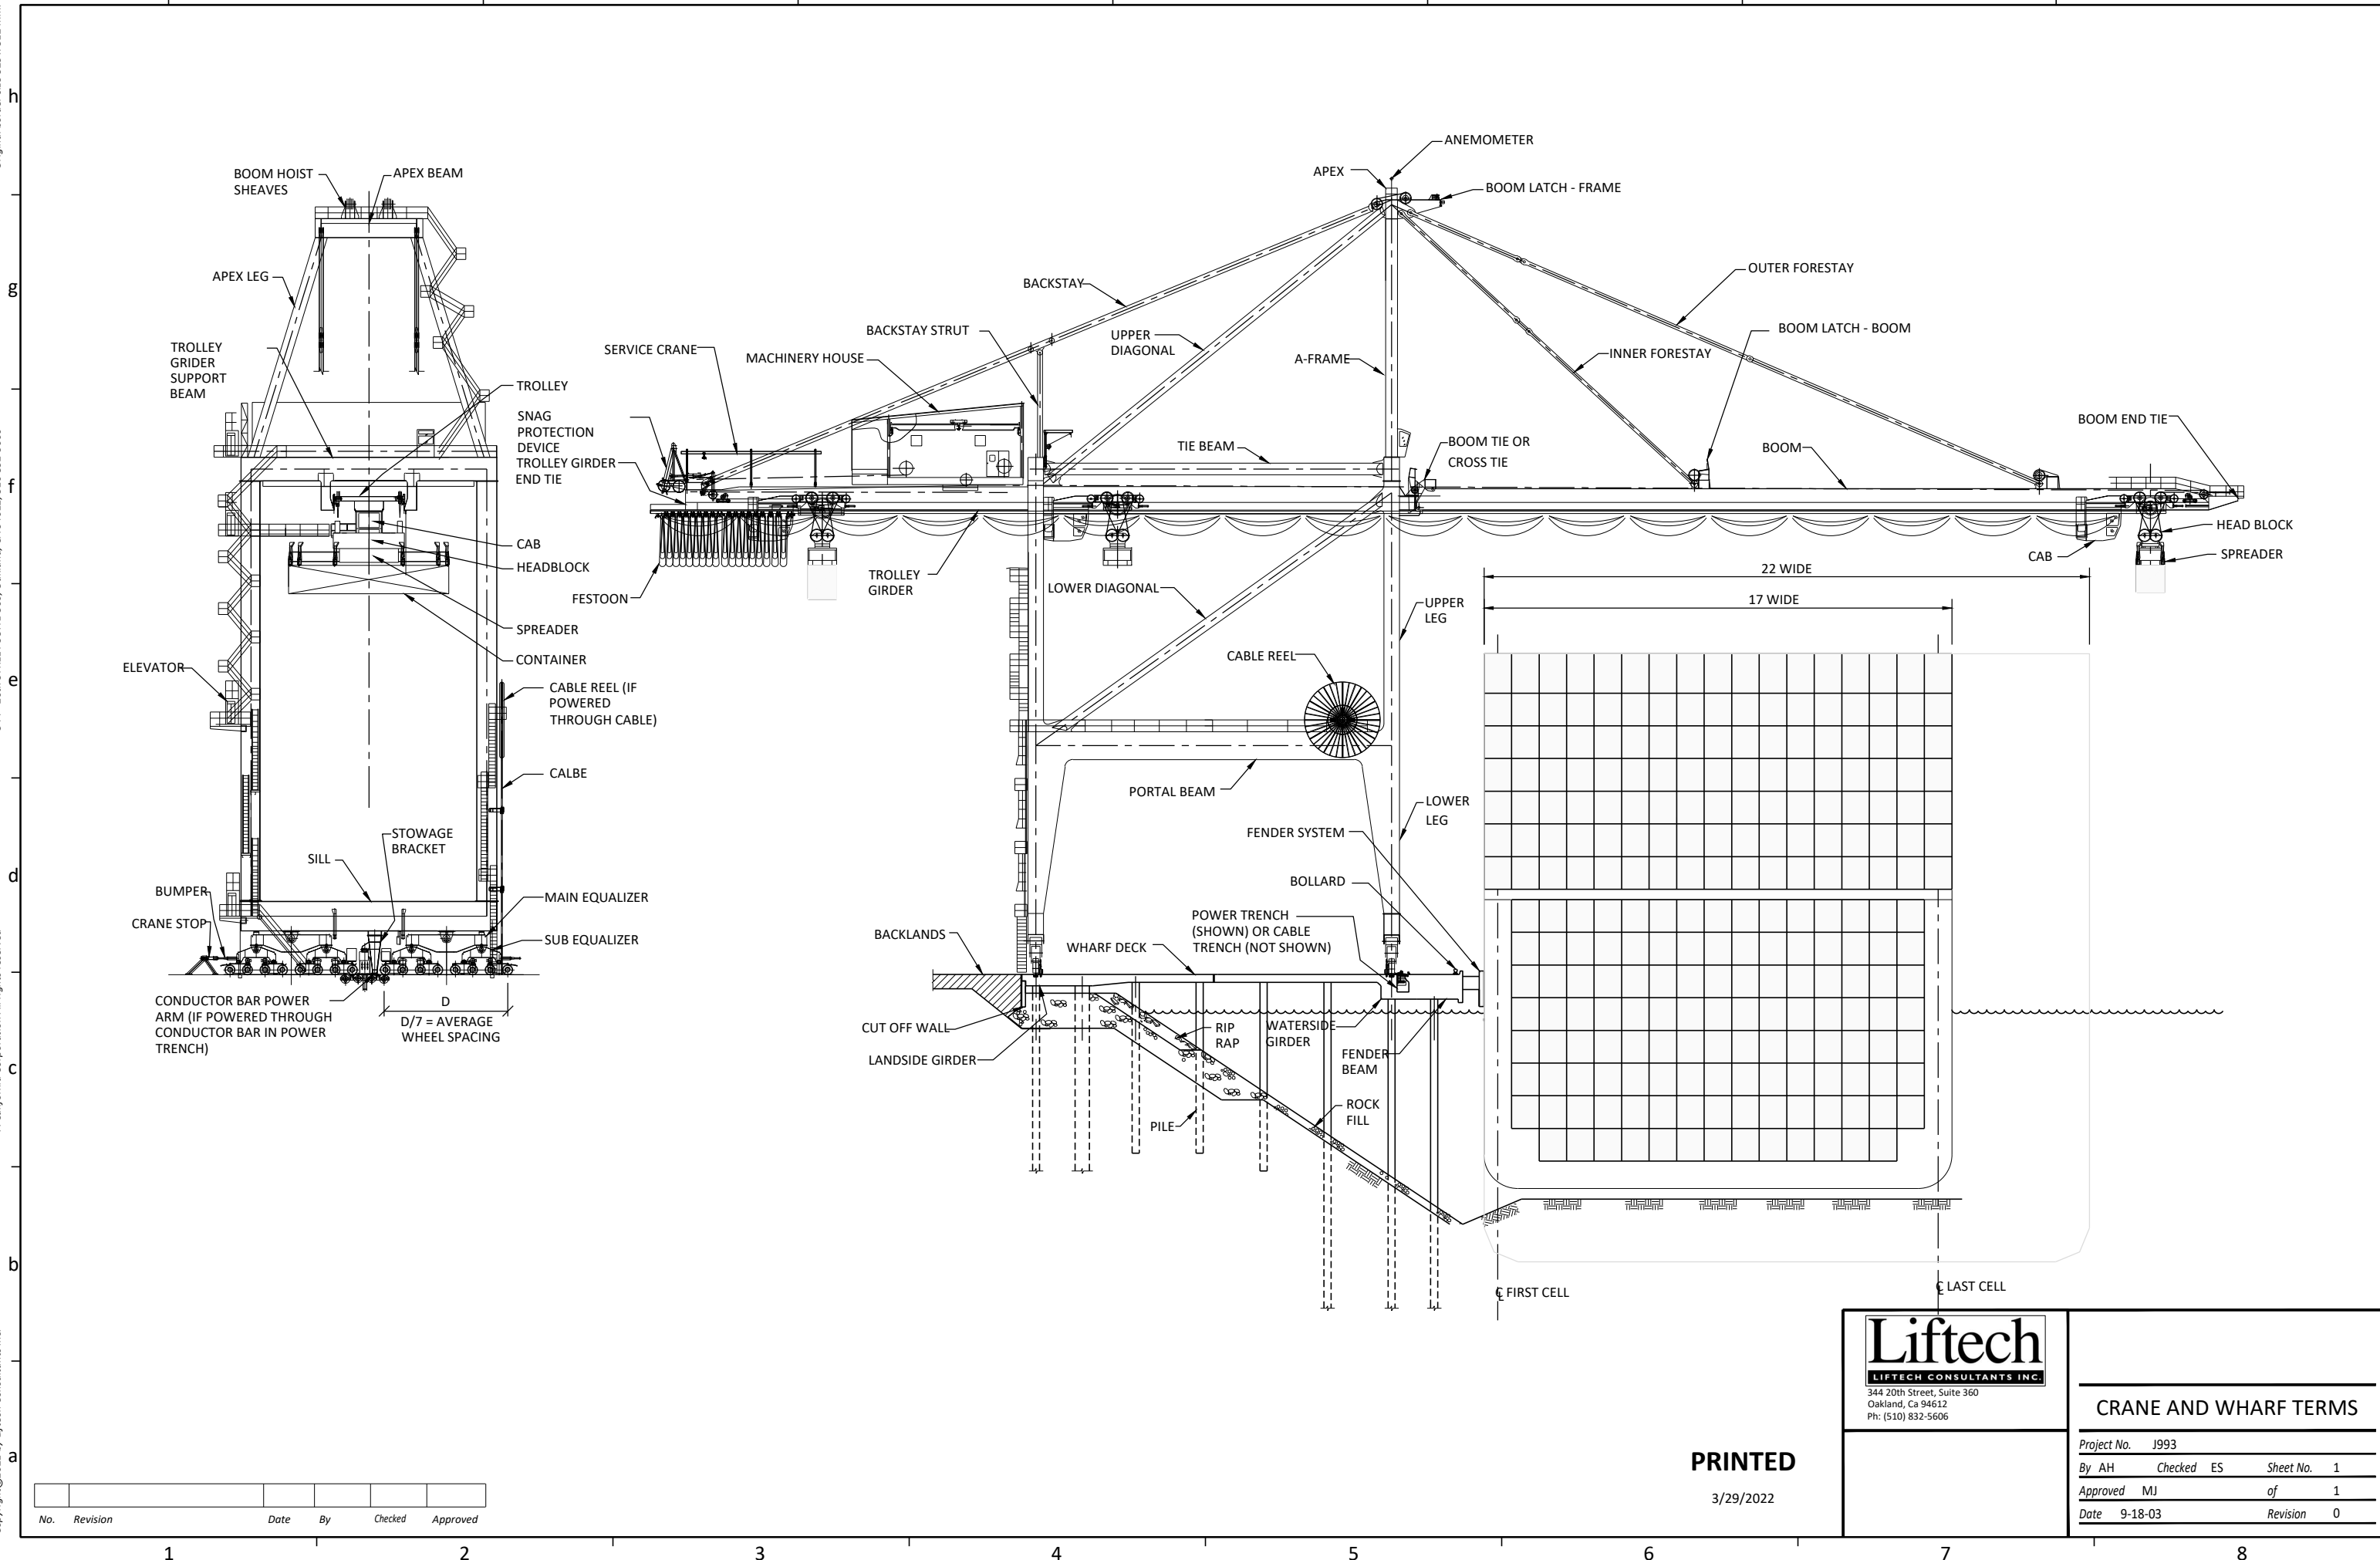 h
g
f
e
d
c
b
a
BOOM HOIST
SHEAVES
APEX BEAM
APEX LEG
TROLLEY
GRIDER
SUPPORT
BEAM
TROLLEY
SNAG
PROTECTION
DEVICE
TROLLEY GIRDER
END TIE
CAB
HEADBLOCK
FESTOON
SPREADER
CONTAINER
ELEVATOR
CABLE REEL (IF
POWERED
THROUGH CABLE)
CALBE
STOWAGE
BRACKET
SILL
BUMPER
CRANE STOP
MAIN EQUALIZER
SUB EQUALIZER
CONDUCTOR BAR POWER
ARM (IF POWERED THROUGH
CONDUCTOR BAR IN POWER
TRENCH)
D
D/7 = AVERAGE
WHEEL SPACING
ANEMOMETER
APEX
BOOM LATCH - FRAME
BACKSTAY
OUTER FORESTAY
BACKSTAY STRUT
UPPER
DIAGONAL
BOOM LATCH - BOOM
SERVICE CRANE
MACHINERY HOUSE
A-FRAME
INNER FORESTAY
TIE BEAM
BOOM TIE OR
CROSS TIE
BOOM
BOOM END TIE
HEAD BLOCK
CAB
SPREADER
TROLLEY
GIRDER
LOWER DIAGONAL
22 WIDE
17 WIDE
UPPER
LEG
CABLE REEL
PORTAL BEAM
LOWER
LEG
FENDER SYSTEM
BOLLARD
POWER TRENCH
(SHOWN) OR CABLE
TRENCH (NOT SHOWN)
BACKLANDS
WHARF DECK
CUT OFF WALL
LANDSIDE GIRDER
RIP
RAP
WATERSIDE
GIRDER
FENDER
BEAM
PILE
ROCK
FILL
℄ FIRST CELL
℄ LAST CELL
Liftech
LIFTECH CONSULTANTS INC.
344 20th Street, Suite 360
Oakland, Ca 94612
Ph: (510) 832-5606
CRANE AND WHARF TERMS
Project No. J993
By AH Checked ES Sheet No. 1
Approved MJ of 1
Date 9-18-03 Revision 0
PRINTED
3/29/2022
No. Revision Date By Checked Approved
1 2 3 4 5 6 7 8